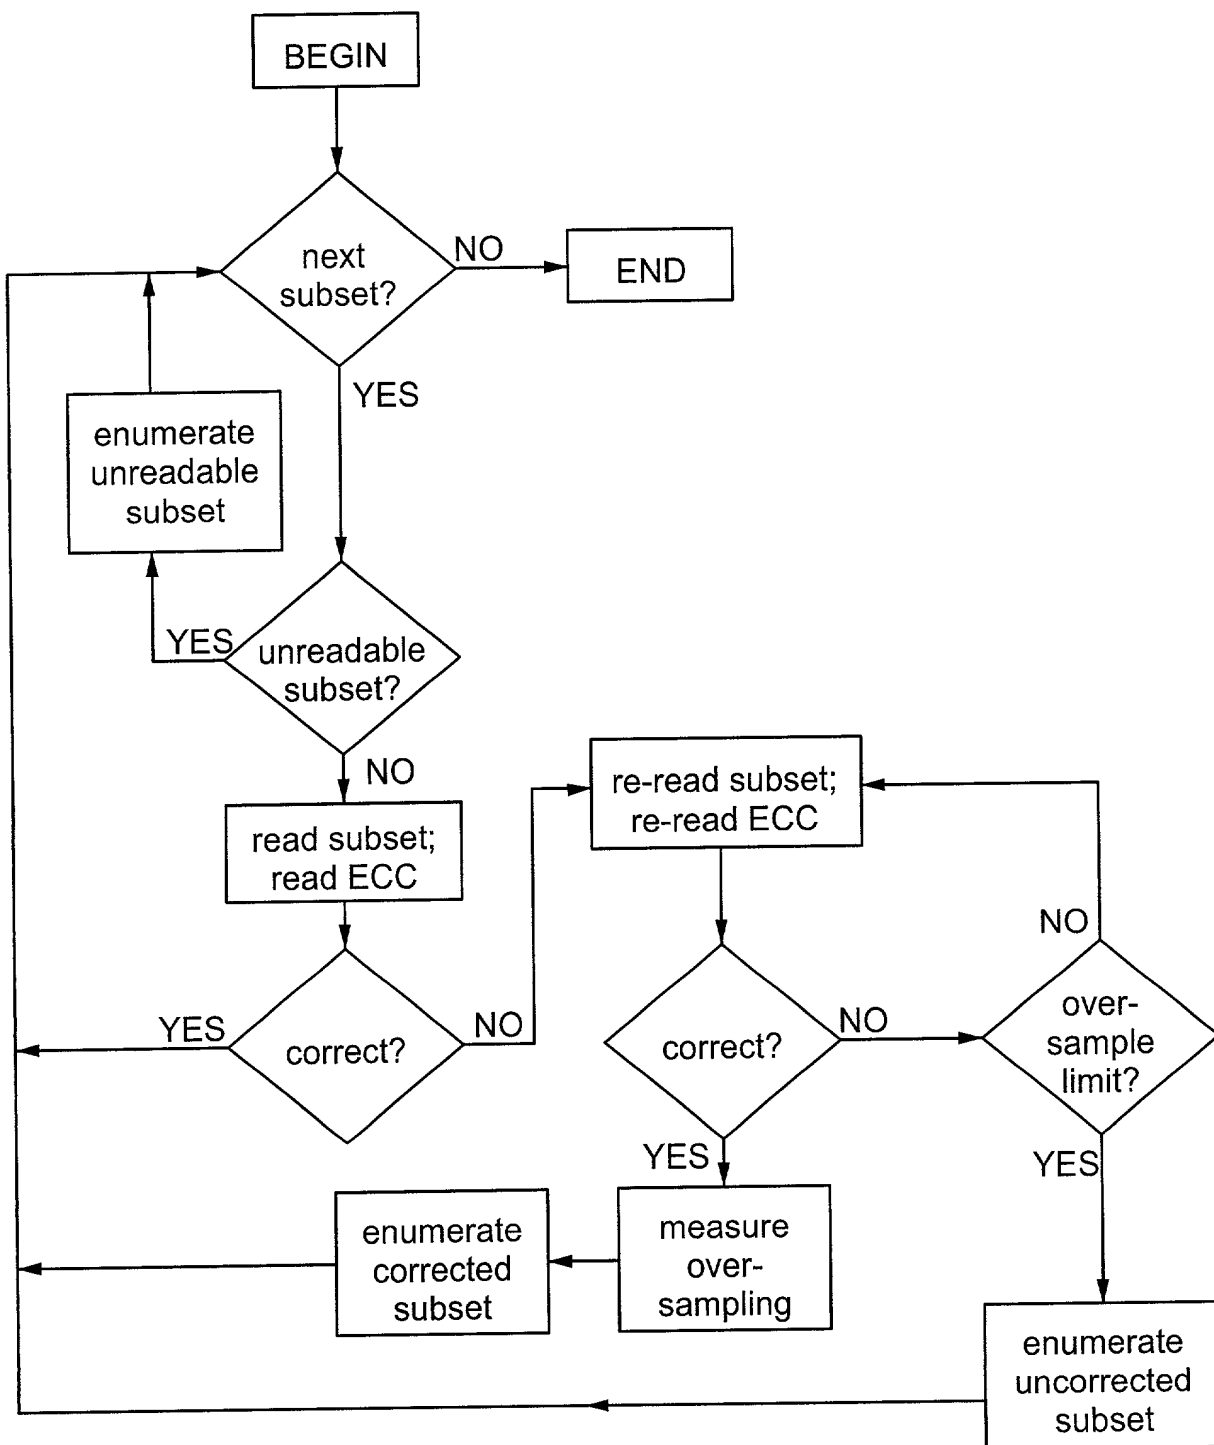 BEGIN
next
subset?
NO
END
YES
enumerate
unreadable
subset
YES
unreadable
subset?
NO
read subset;
read ECC
re-read subset;
re-read ECC
NO
YES
correct?
NO
correct?
NO
over-
sample
limit?
YES
YES
enumerate
corrected
subset
measure
over-
sampling
enumerate
uncorrected
subset